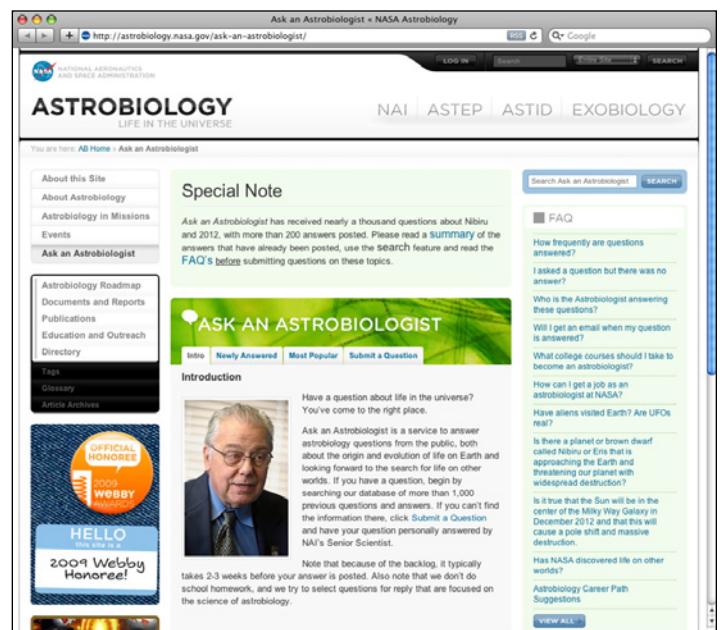 Ask an Astrobiologist « NASA Astrobiology
http://astrobiology.nasa.gov/ask-an-astrobiologist/
RSS
Google
NASA
NATIONAL AERONAUTICS
AND SPACE ADMINISTRATION
LOG IN
Search
Entire Site
SEARCH
ASTROBIOLOGY
LIFE IN THE UNIVERSE
NAI
ASTEP
ASTID
EXOBIOLOGY
You are here: AB Home › Ask an Astrobiologist
About this Site
About Astrobiology
Astrobiology in Missions
Events
Ask an Astrobiologist
Astrobiology Roadmap
Documents and Reports
Publications
Education and Outreach
Directory
Tags
Glossary
Article Archives
OFFICIAL
HONOREE
2009
WEBBY
AWARDS
HELLO
this site is a
2009 Webby
Honoree!
Special Note
Ask an Astrobiologist has received nearly a thousand questions about Nibiru
and 2012, with more than 200 answers posted. Please read a summary of the
answers that have already been posted, use the search feature and read the
FAQ's before submitting questions on these topics.
ASK AN ASTROBIOLOGIST
Intro
Newly Answered
Most Popular
Submit a Question
Introduction
Have a question about life in the universe?
You've come to the right place.
Ask an Astrobiologist is a service to answer
astrobiology questions from the public, both
about the origin and evolution of life on Earth and
looking forward to the search for life on other
worlds. If you have a question, begin by
searching our database of more than 1,000
previous questions and answers. If you can't find
the information there, click Submit a Question
and have your question personally answered by
NAI's Senior Scientist.
Note that because of the backlog, it typically
takes 2-3 weeks before your answer is posted. Also note that we don't do
school homework, and we try to select questions for reply that are focused on
the science of astrobiology.
Search Ask an Astrobiologist
SEARCH
FAQ
How frequently are questions
answered?
I asked a question but there was no
answer?
Who is the Astrobiologist answering
these questions?
Will I get an email when my question
is answered?
What college courses should I take to
become an astrobiologist?
How can I get a job as an
astrobiologist at NASA?
Have aliens visited Earth? Are UFOs
real?
Is there a planet or brown dwarf
called Nibiru or Eris that is
approaching the Earth and
threatening our planet with
widespread destruction?
Is it true that the Sun will be in the
center of the Milky Way Galaxy in
December 2012 and that this will
cause a pole shift and massive
destruction.
Has NASA discovered life on other
worlds?
Astrobiology Career Path
Suggestions
VIEW ALL